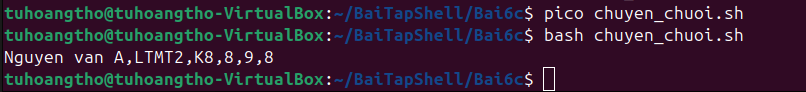 tuhoangtho@tuhoangtho-VirtualBox:~/BaiTapShell/Bai6c$ pico chuyen_chuoi.sh
tuhoangtho@tuhoangtho-VirtualBox:~/BaiTapShell/Bai6c$ bash chuyen_chuoi.sh
Nguyen van A,LTMT2,K8,8,9,8
tuhoangtho@tuhoangtho-VirtualBox:~/BaiTapShell/Bai6c$